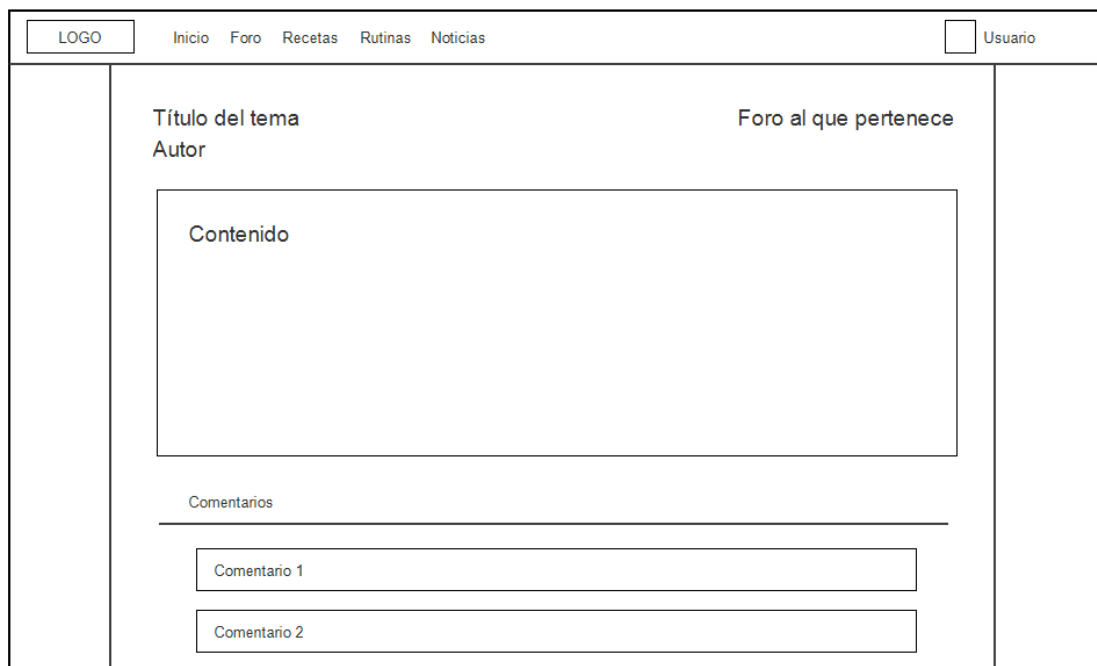 LOGO Inicio Foro Recetas Rutinas Noticias Usuario
Título del tema Foro al que pertenece
Autor
Contenido
Comentarios
Comentario 1
Comentario 2